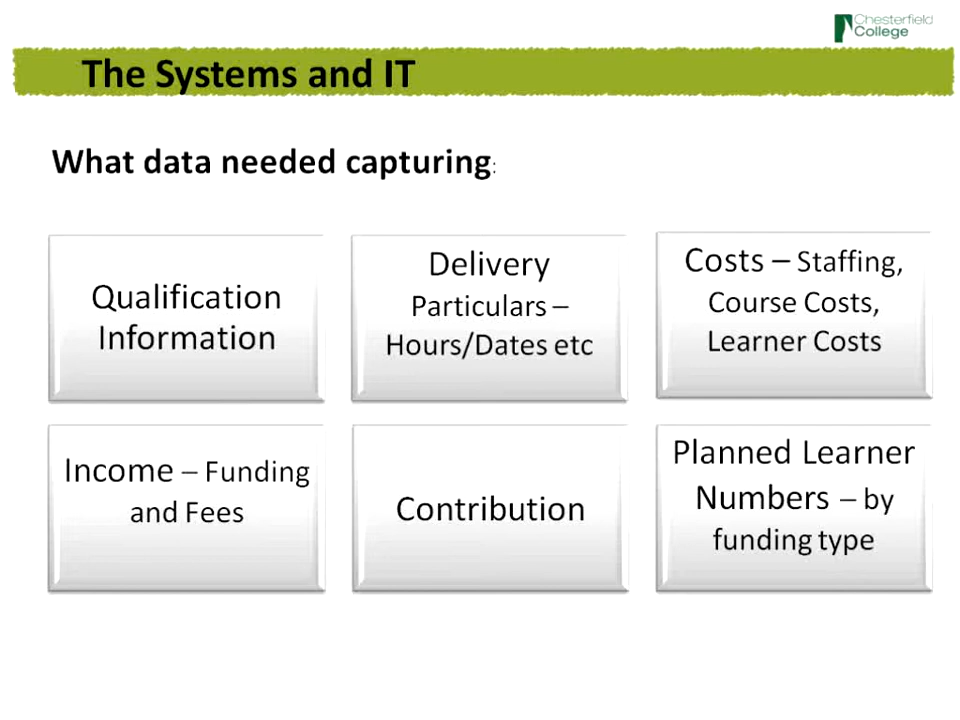 Chesterfield
College
The Systems and IT
What data needed capturing:
Qualification
Information
Delivery
Particulars –
Hours/Dates etc
Costs – Staffing,
Course Costs,
Learner Costs
Income – Funding
and Fees
Contribution
Planned Learner
Numbers – by
funding type